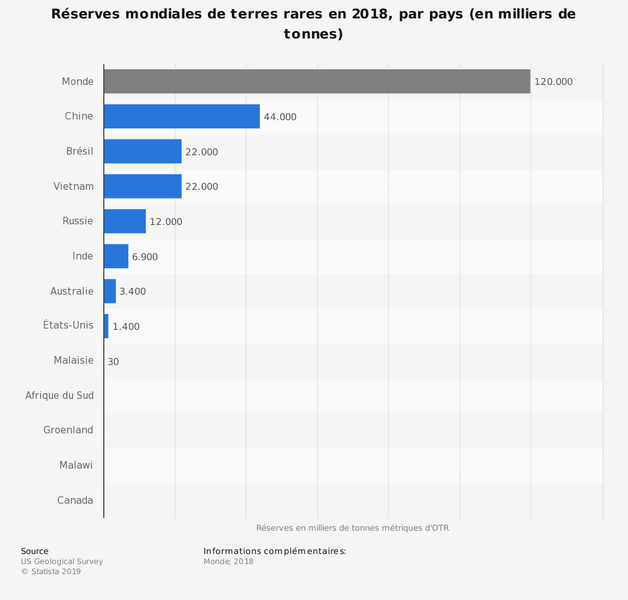 Réserves mondiales de terres rares en 2018, par pays (en milliers de
tonnes)
Monde 120.000
Chine 44.000
Brésil 22.000
Vietnam 22.000
Russie 12.000
Inde 6.900
Australie 3.400
États-Unis 1.400
Malaisie 30
Afrique du Sud
Groenland
Malawi
Canada
Réserves en milliers de tonnes métriques d'OTR
Source
US Geological Survey
© Statista 2019
Informations complémentaires:
Monde; 2018